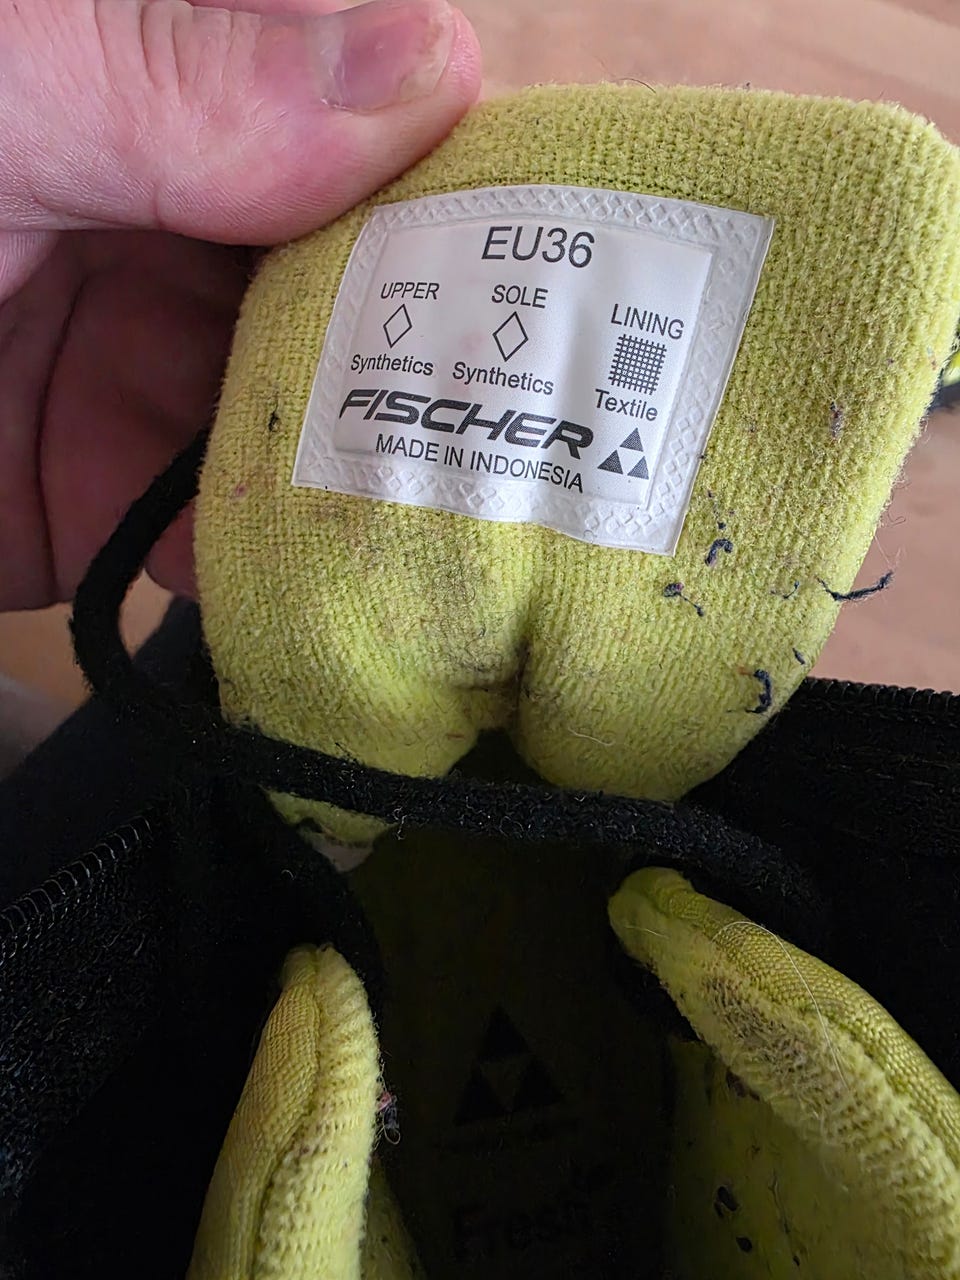 EU36
UPPER SOLE LINING
Synthetics Synthetics Textile
FISCHER
MADE IN INDONESIA